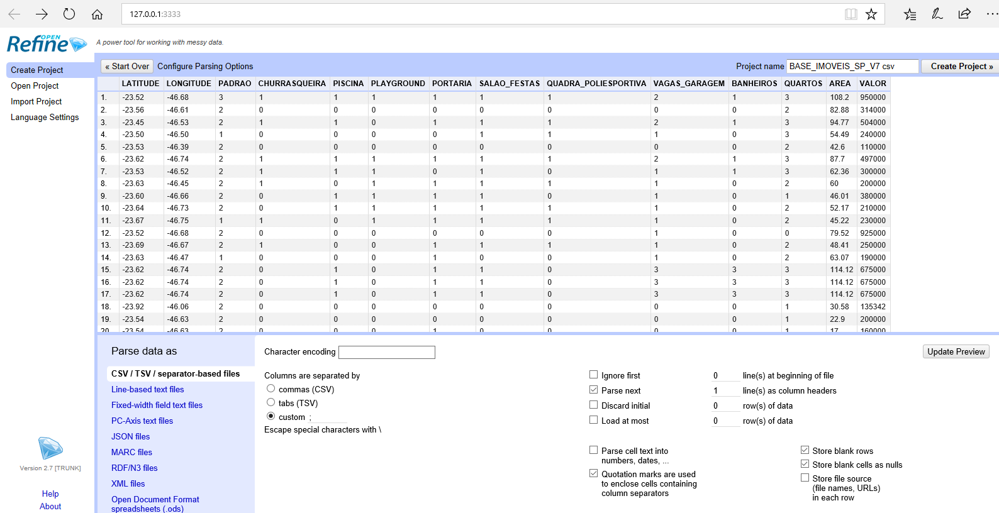 127.0.0.1:3333
OPEN
Refine
A power tool for working with messy data.
Create Project
Open Project
Import Project
Language Settings
« Start Over Configure Parsing Options Project name BASE_IMOVEIS_SP_V7 csv Create Project »
LATITUDE LONGITUDE PADRAO CHURRASQUEIRA PISCINA PLAYGROUND PORTARIA SALAO_FESTAS QUADRA_POLIESPORTIVA VAGAS_GARAGEM BANHEIROS QUARTOS AREA VALOR
1. -23.52 -46.68 3 1 1 1 1 1 1 2 1 3 108.2 950000
2. -23.56 -46.61 2 0 0 0 0 0 0 0 0 2 82.88 314000
3. -23.45 -46.53 2 1 1 0 1 1 1 2 1 3 94.77 504000
4. -23.50 -46.50 1 0 0 0 0 1 1 1 0 3 54.49 240000
5. -23.53 -46.39 2 0 0 0 0 0 0 0 0 2 42.6 110000
6. -23.62 -46.74 2 1 1 1 1 1 1 2 1 3 87.7 497000
7. -23.53 -46.52 2 1 1 1 0 1 0 1 1 3 62.36 300000
8. -23.63 -46.45 2 1 0 1 1 1 1 1 0 2 60 200000
9. -23.60 -46.66 2 0 1 1 1 1 0 1 0 1 46.01 380000
10. -23.64 -46.73 2 0 1 1 1 1 1 1 0 2 52.17 210000
11. -23.67 -46.75 1 1 0 1 1 1 1 1 0 2 45.22 230000
12. -23.52 -46.68 2 0 0 0 0 0 0 1 0 0 79.52 925000
13. -23.69 -46.67 2 1 0 0 1 1 1 1 0 2 48.41 250000
14. -23.63 -46.47 1 0 0 0 1 0 0 1 0 2 63.07 190000
15. -23.62 -46.74 2 0 1 0 1 1 0 3 3 3 114.12 675000
16. -23.62 -46.74 2 0 1 0 1 1 0 3 3 3 114.12 675000
17. -23.62 -46.74 2 0 1 0 1 1 0 3 3 3 114.12 675000
18. -23.92 -46.06 2 0 0 0 0 0 0 0 0 1 30.58 135342
19. -23.54 -46.63 2 0 0 0 0 0 0 0 0 1 22.9 200000
20. -23.54 -46.63 2 0 0 0 1 0 0 0 0 1 17 160000
Parse data as
CSV / TSV / separator-based files
Line-based text files
Fixed-width field text files
PC-Axis text files
JSON files
MARC files
RDF/N3 files
XML files
Open Document Format
spreadsheets (.ods)
Character encoding
Update Preview
Columns are separated by
commas (CSV)
tabs (TSV)
custom ;
Escape special characters with \
Ignore first 0 line(s) at beginning of file
Parse next 1 line(s) as column headers
Discard initial 0 row(s) of data
Load at most 0 row(s) of data
Parse cell text into
numbers, dates, ...
Quotation marks are used
to enclose cells containing
column separators
Store blank rows
Store blank cells as nulls
Store file source
(file names, URLs)
in each row
Version 2.7 [TRUNK]
Help
About